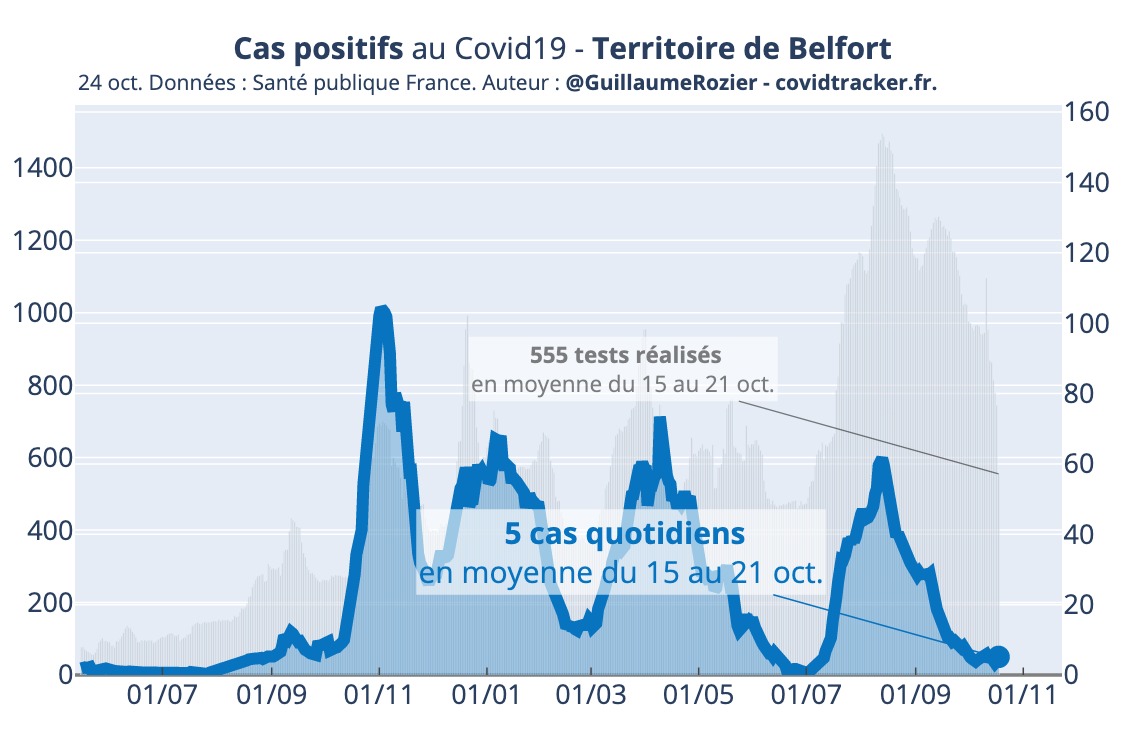 Cas positifs au Covid19 - Territoire de Belfort
24 oct. Données : Santé publique France. Auteur : @GuillaumeRozier - covidtracker.fr.
160
1400
140
1200
120
1000
100
555 tests réalisés
en moyenne du 15 au 21 oct.
800
80
600
60
5 cas quotidiens
en moyenne du 15 au 21 oct.
400
40
200
20
0
0
01/07 01/09 01/11 01/01 01/03 01/05 01/07 01/09 01/11